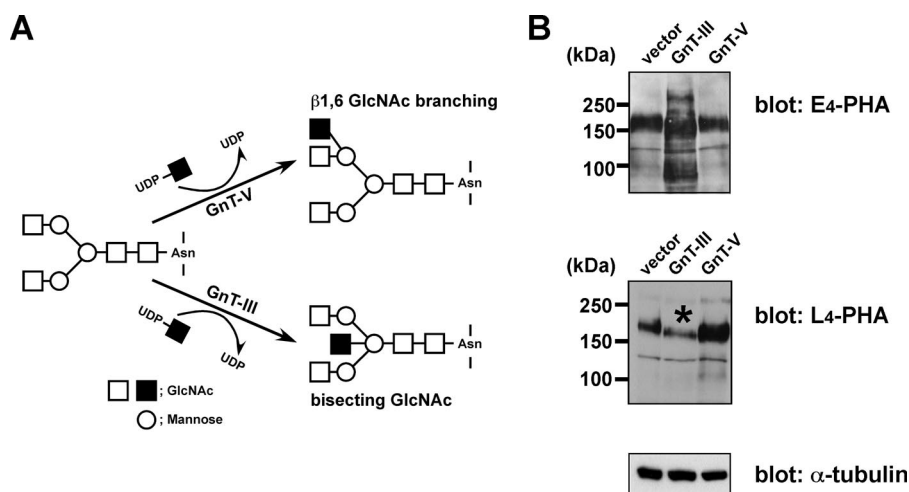 A
β1,6 GlcNAc branching
UDP
UDP
GnT-V
Asn
Asn
GnT-III
UDP
UDP
Asn
bisecting GlcNAc
; GlcNAc
; Mannose
B
(kDa)
vector
GnT-III
GnT-V
250
150
100
blot: E4-PHA
(kDa)
vector
GnT-III
GnT-V
250
150
100
*
blot: L4-PHA
blot: α-tubulin